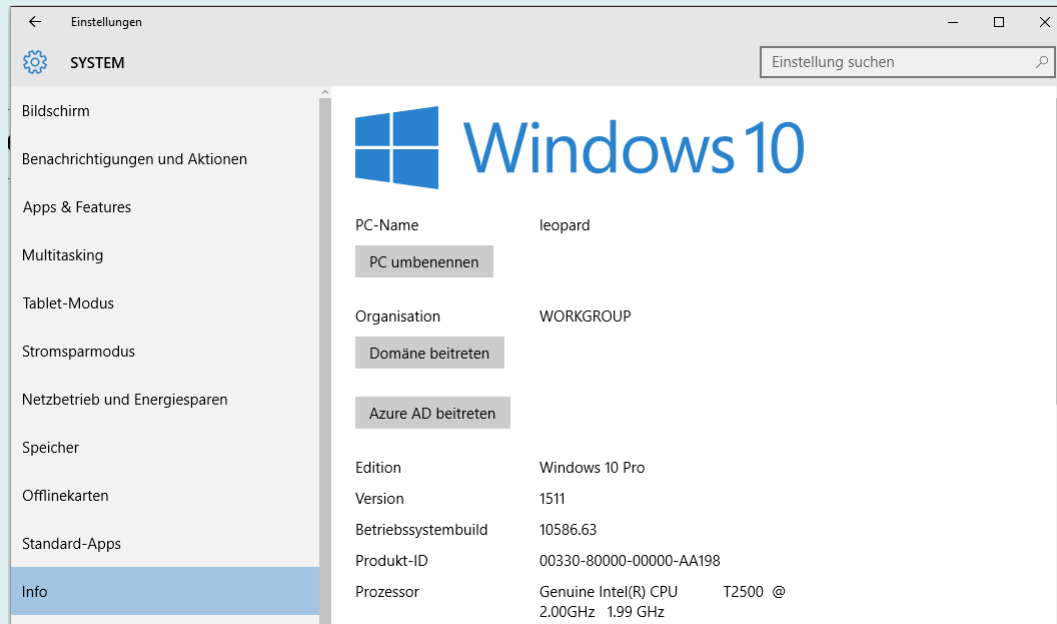 Einstellungen
SYSTEM
Einstellung suchen
Bildschirm
Benachrichtigungen und Aktionen
Apps & Features
Multitasking
Tablet-Modus
Stromsparmodus
Netzbetrieb und Energiesparen
Speicher
Offlinekarten
Standard-Apps
Info
Windows 10
PC-Name leopard
PC umbenennen
Organisation WORKGROUP
Domäne beitreten
Azure AD beitreten
Edition Windows 10 Pro
Version 1511
Betriebssystembuild 10586.63
Produkt-ID 00330-80000-00000-AA198
Prozessor Genuine Intel(R) CPU T2500 @
2.00GHz 1.99 GHz